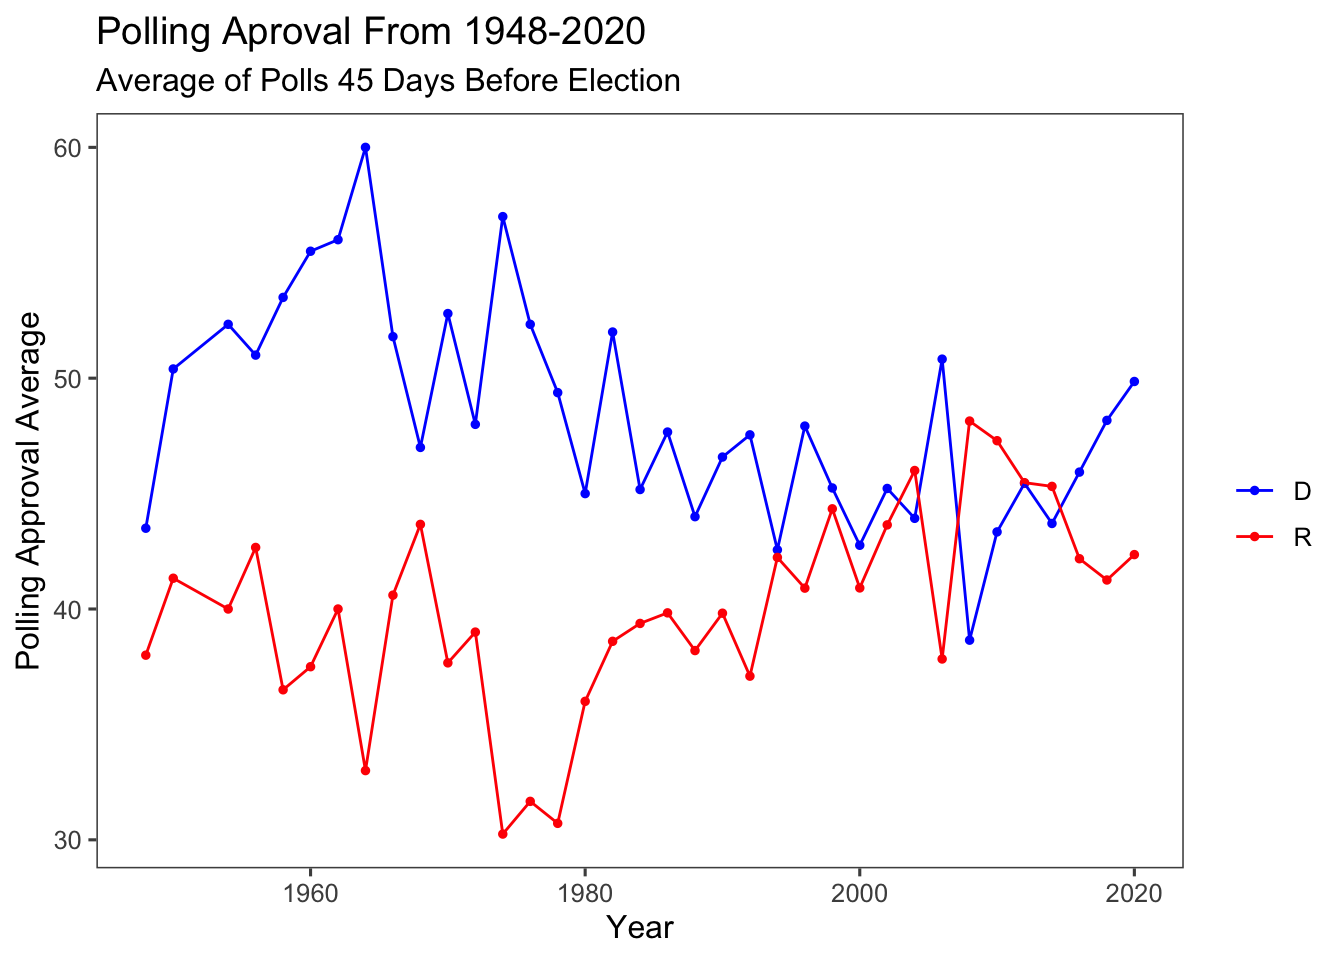 Polling Aproval From 1948-2020
Average of Polls 45 Days Before Election
Polling Approval Average
60
50
40
30
1960 1980 2000 2020
Year
D
R